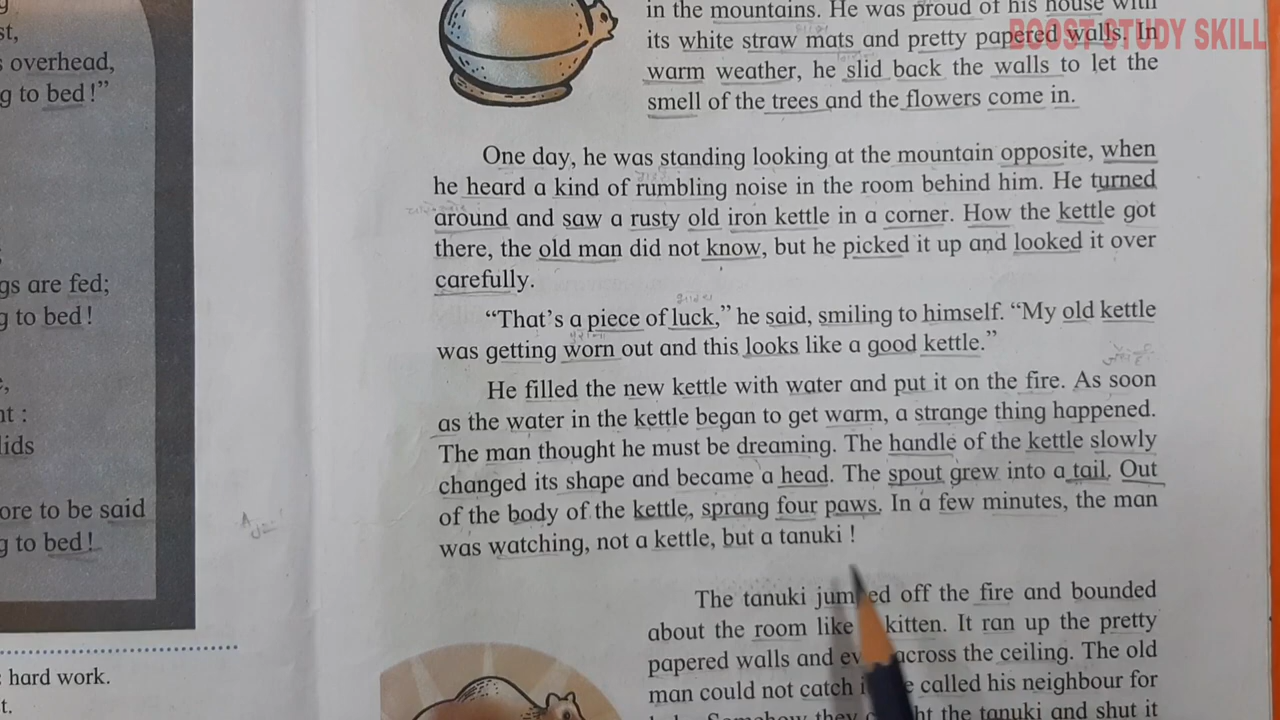 st,
s overhead,
g to bed!”
gs are fed;
g to bed!
e,
nt :
lids
ore to be said
g to bed!
: hard work.
t.
BOOST STUDY SKILL
in the mountains. He was proud of his house with
its white straw mats and pretty papered walls. In
warm weather, he slid back the walls to let the
smell of the trees and the flowers come in.
One day, he was standing looking at the mountain opposite, when
he heard a kind of rumbling noise in the room behind him. He turned
around and saw a rusty old iron kettle in a corner. How the kettle got
there, the old man did not know, but he picked it up and looked it over
carefully.
“That’s a piece of luck,” he said, smiling to himself. “My old kettle
was getting worn out and this looks like a good kettle.”
He filled the new kettle with water and put it on the fire. As soon
as the water in the kettle began to get warm, a strange thing happened.
The man thought he must be dreaming. The handle of the kettle slowly
changed its shape and became a head. The spout grew into a tail. Out
of the body of the kettle, sprang four paws. In a few minutes, the man
was watching, not a kettle, but a tanuki !
The tanuki jumped off the fire and bounded
about the room like kitten. It ran up the pretty
papered walls and across the ceiling. The old
man could not catch called his neighbour for
Somehow they the tanuki and shut it